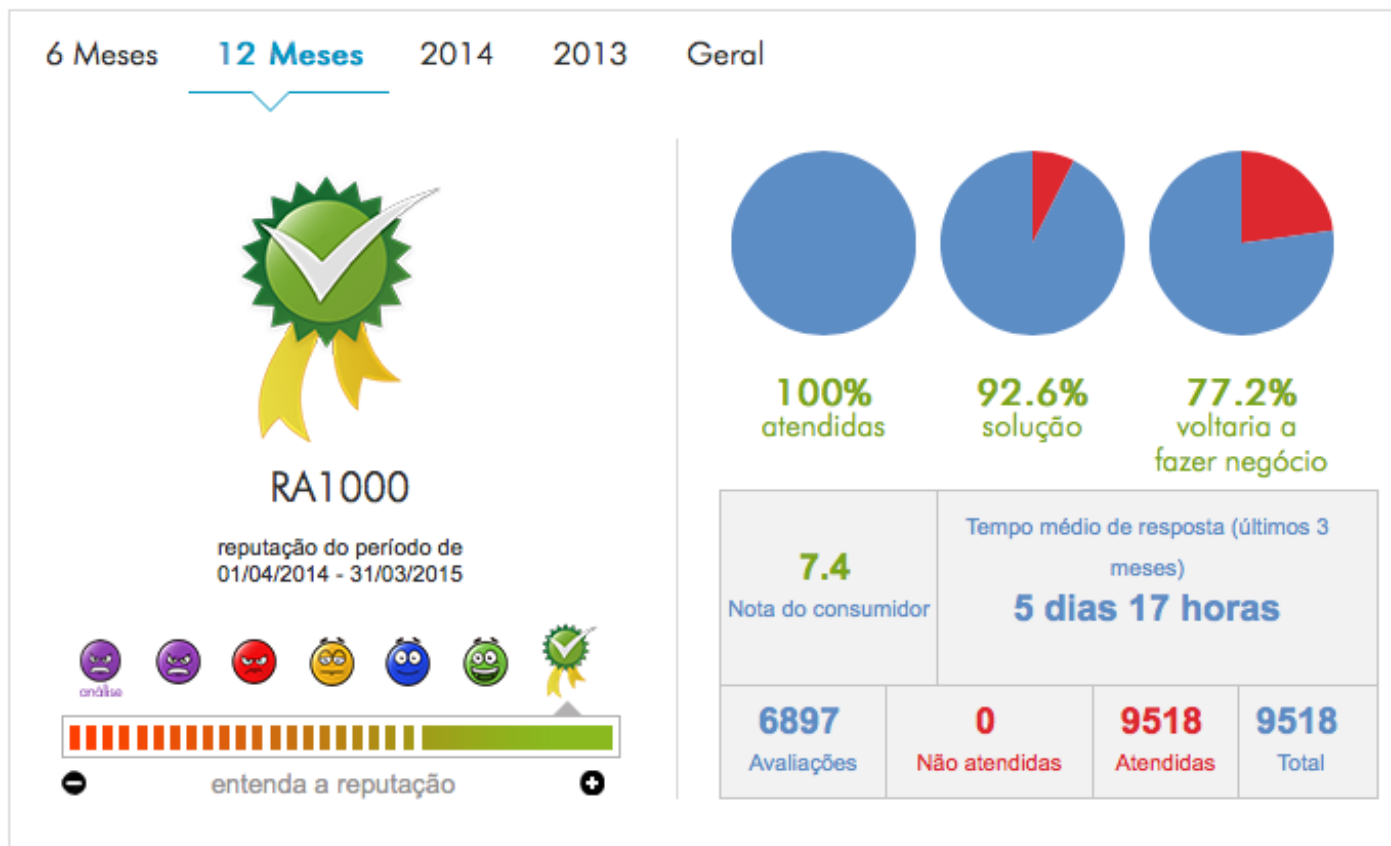 6 Meses 12 Meses 2014 2013 Geral
RA1000
reputação do período de
01/04/2014 - 31/03/2015
análise
entenda a reputação
100%
atendidas
92.6%
solução
77.2%
voltaria a
fazer negócio
7.4
Nota do consumidor
Tempo médio de resposta (últimos 3
meses)
5 dias 17 horas
6897
Avaliações
0
Não atendidas
9518
Atendidas
9518
Total